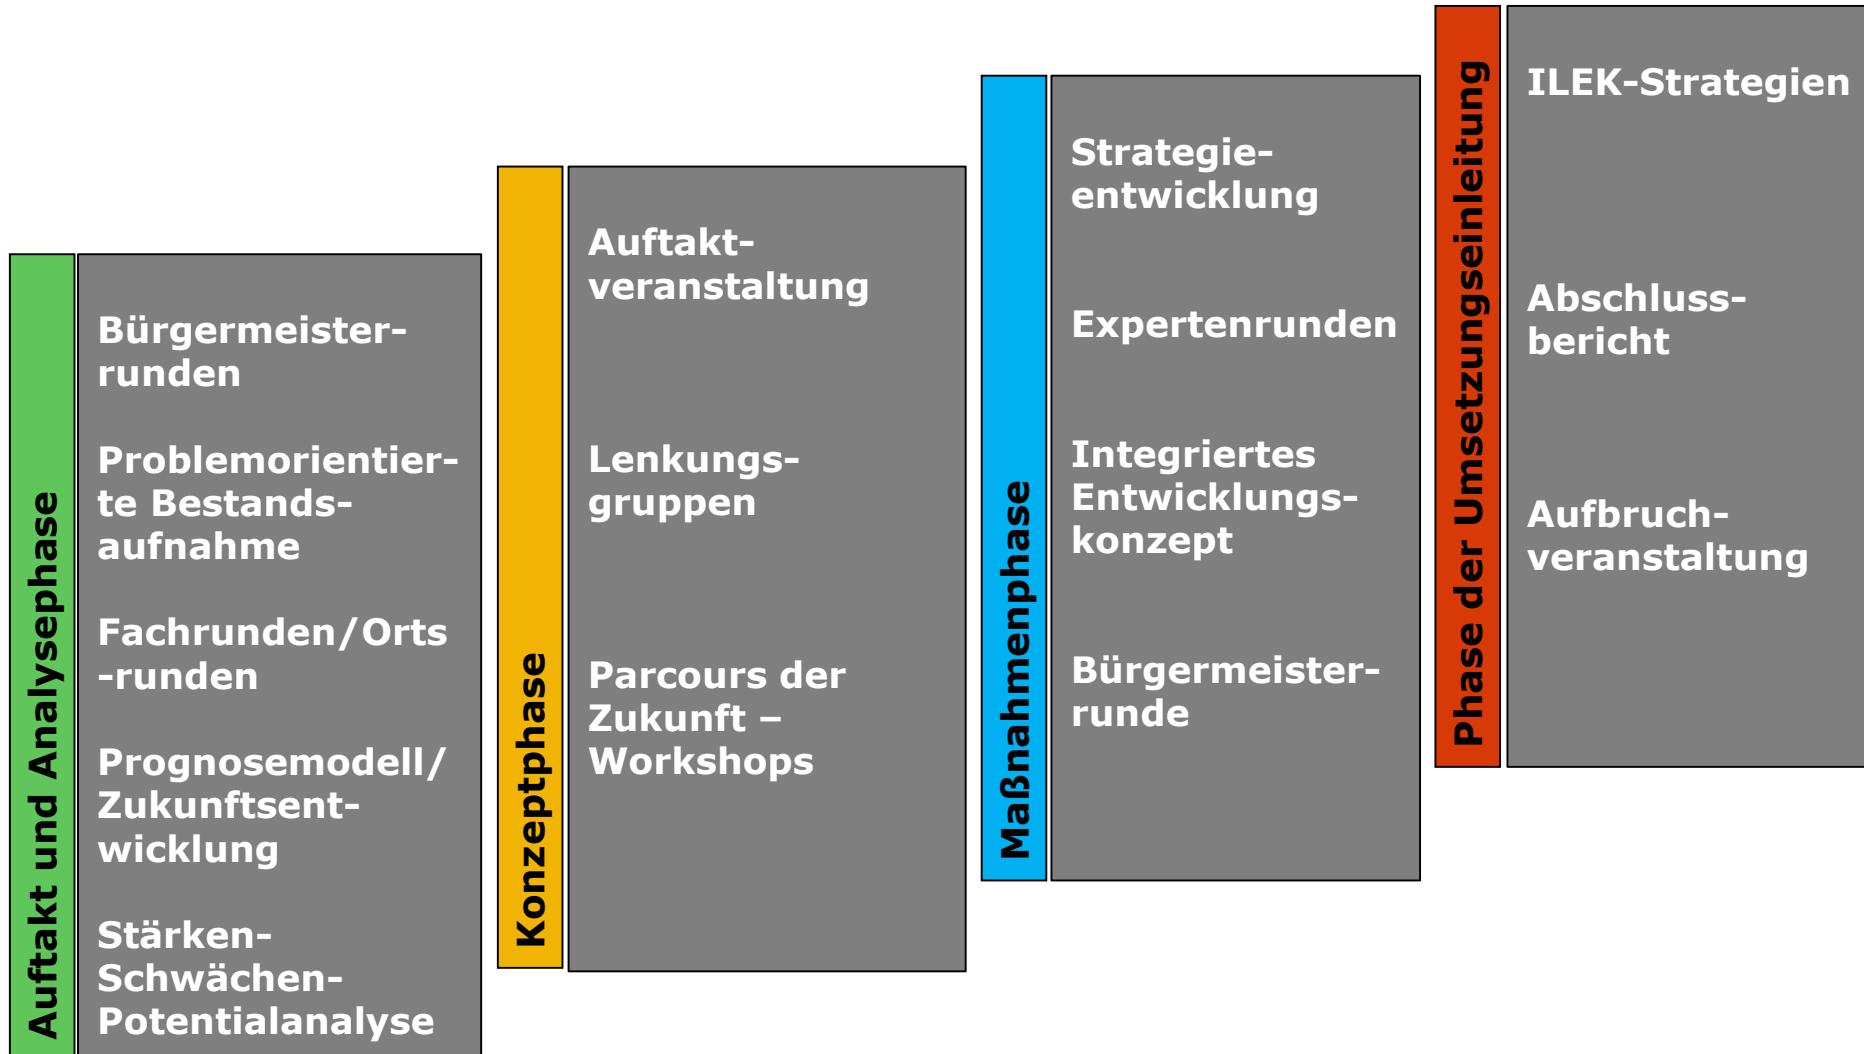 Auftakt und Analysephase
Bürgermeister-
runden
Problemorientier-
te Bestands-
aufnahme
Fachrunden/Orts
-runden
Prognosemodell/
Zukunftsent-
wicklung
Stärken-
Schwächen-
Potentialanalyse
Konzeptphase
Auftakt-
veranstaltung
Lenkungs-
gruppen
Parcours der
Zukunft –
Workshops
Maßnahmenphase
Strategie-
entwicklung
Expertenrunden
Integriertes
Entwicklungs-
konzept
Bürgermeister-
runde
Phase der Umsetzungseinleitung
ILEK-Strategien
Abschluss-
bericht
Aufbruch-
veranstaltung